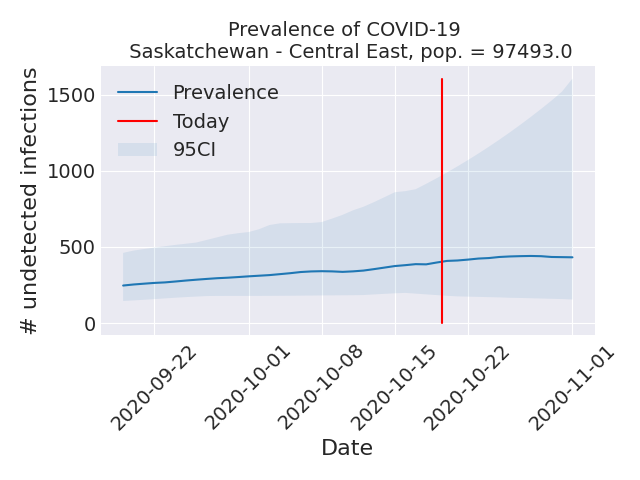 Prevalence of COVID-19
Saskatchewan - Central East, pop. = 97493.0
# undetected infections
1500
1000
500
0
Prevalence
Today
95CI
2020-09-22
2020-10-01
2020-10-08
2020-10-15
2020-10-22
2020-11-01
Date